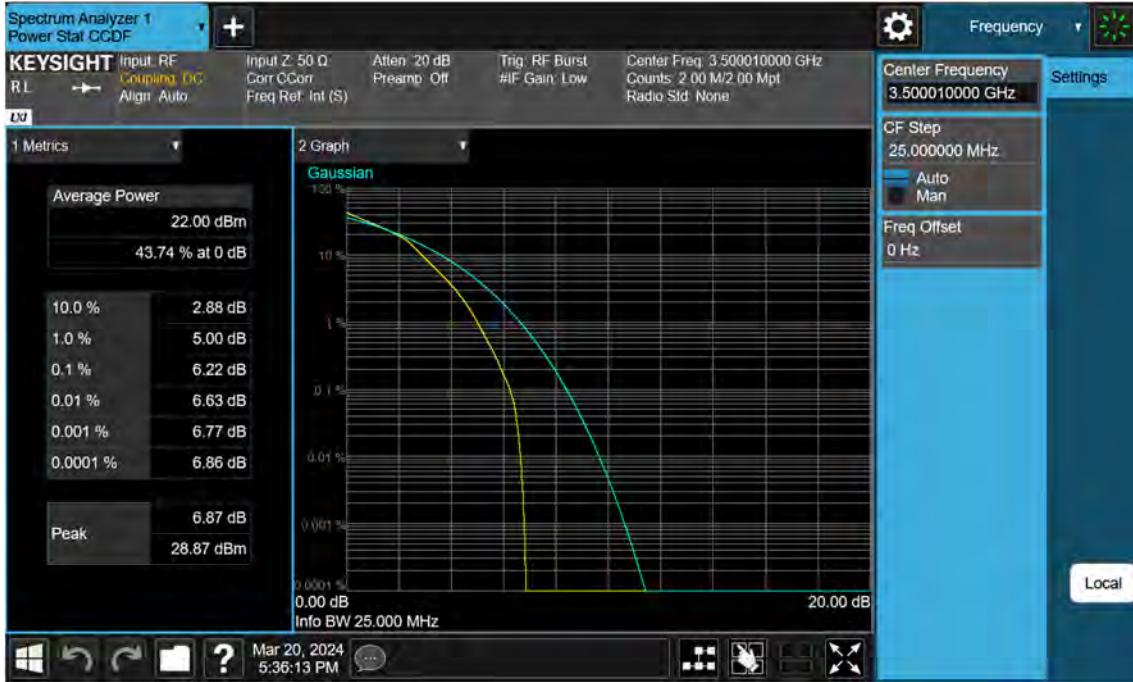 Spectrum Analyzer 1
Power Stat CCDF
Frequency
KEYSIGHT
RL
LXI
Input: RF
Coupling: DC
Align: Auto
Input Z: 50 Ω
Corr CCorr
Freq Ref: Int (S)
Atten: 20 dB
Preamp: Off
Trig: RF Burst
#IF Gain: Low
Center Freq: 3.500010000 GHz
Counts: 2.00 M/2.00 Mpt
Radio Std: None
Center Frequency
3.500010000 GHz
Settings
CF Step
25.000000 MHz
Auto
Man
Freq Offset
0 Hz
1 Metrics
Average Power
22.00 dBm
43.74 % at 0 dB
10.0 % 2.88 dB
1.0 % 5.00 dB
0.1 % 6.22 dB
0.01 % 6.63 dB
0.001 % 6.77 dB
0.0001 % 6.86 dB
Peak
6.87 dB
28.87 dBm
2 Graph
Gaussian
100 %
10 %
1 %
0.1 %
0.01 %
0.001 %
0.0001 %
0.00 dB 20.00 dB
Info BW 25.000 MHz
Local
?
Mar 20, 2024
5:36:13 PM